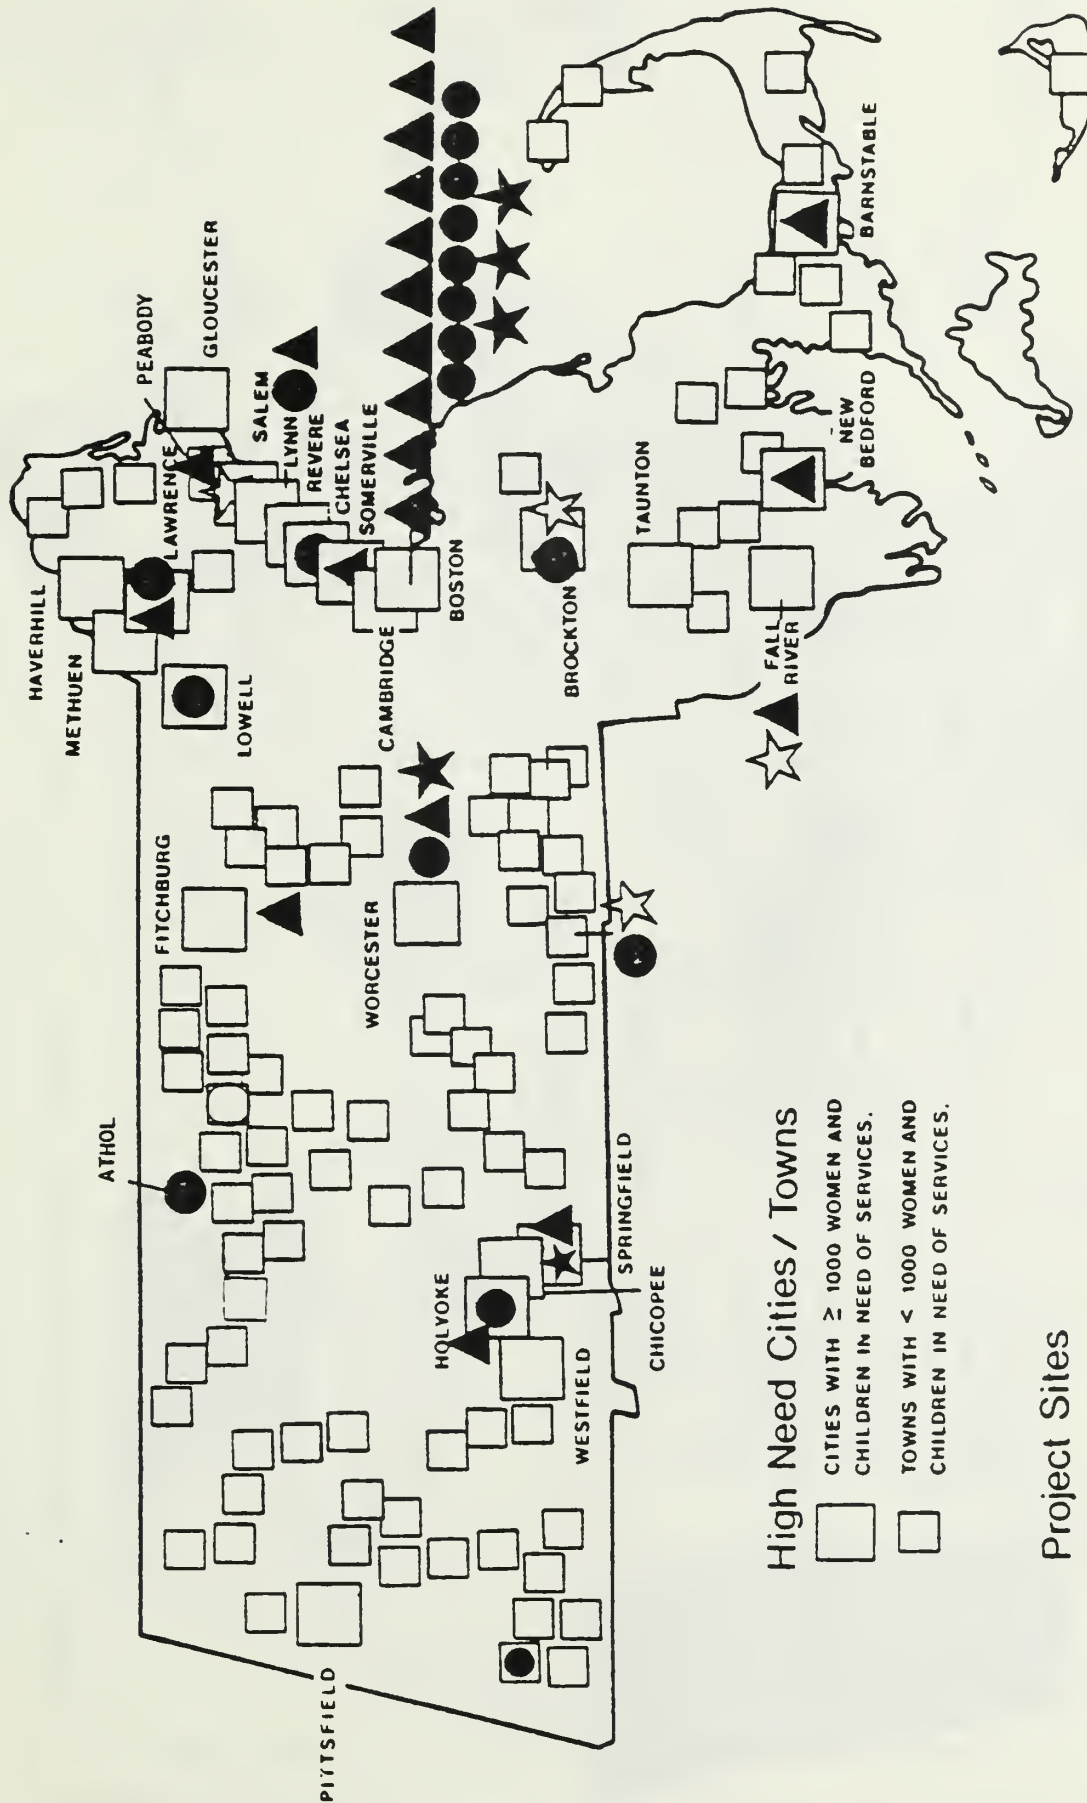 HAVERHILL
METHUEN
LAWRENCE
PEABODY
GLOUCESTER
SALEM
LYNN
REVERE
CHELSEA
SOMERVILLE
LOWELL
CAMBRIDGE
BOSTON
FITCHBURG
WORCESTER
ATHOL
BROCKTON
TAUNTON
FALL
RIVER
NEW
BEDFORD
BARNSTABLE
HOLYOKE
SPRINGFIELD
CHICOPEE
WESTFIELD
PITTSFIELD
High Need Cities/ Towns
CITIES WITH ≥ 1000 WOMEN AND
CHILDREN IN NEED OF SERVICES.
TOWNS WITH < 1000 WOMEN AND
CHILDREN IN NEED OF SERVICES.
Project Sites